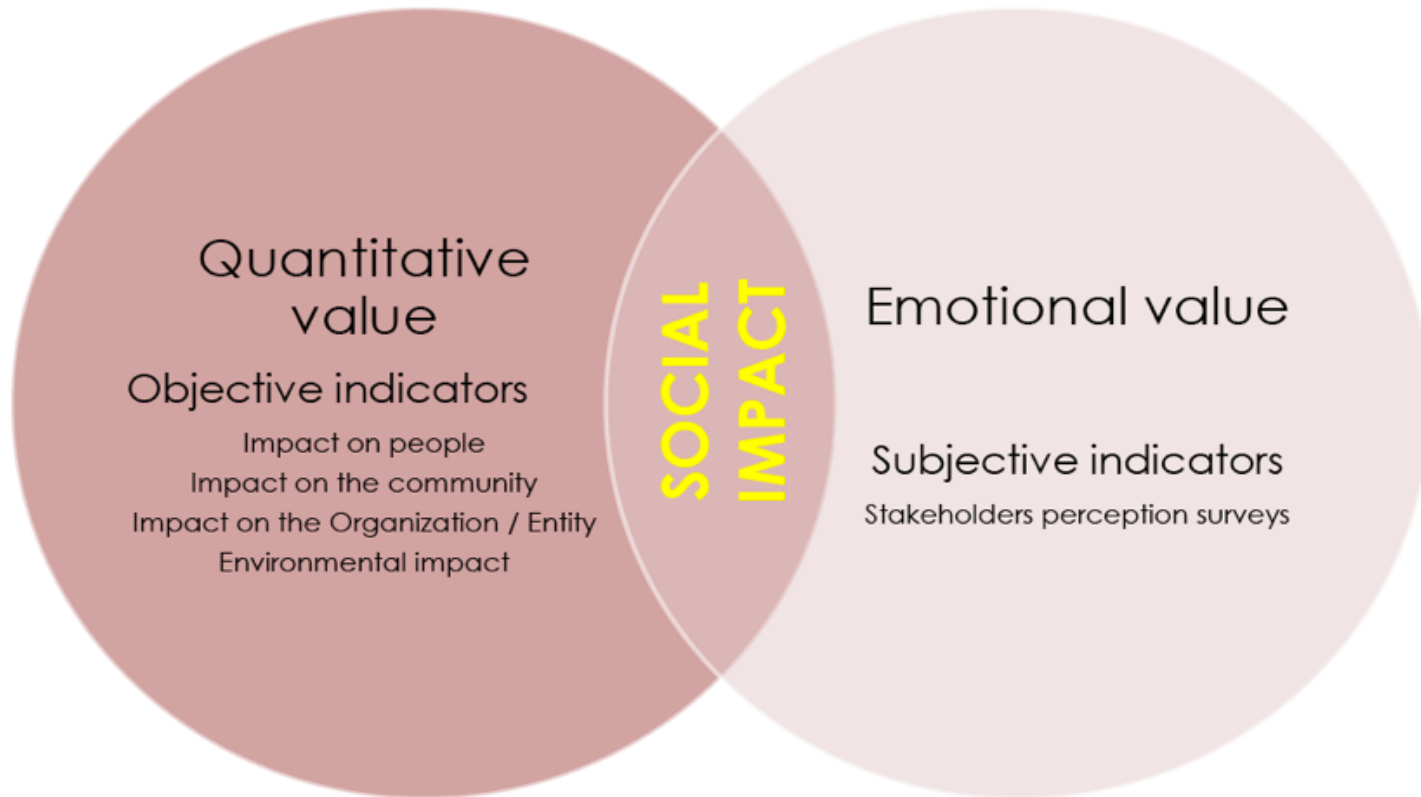 Quantitative
value
Objective indicators
Impact on people
Impact on the community
Impact on the Organization / Entity
Environmental impact
SOCIAL
IMPACT
Emotional value
Subjective indicators
Stakeholders perception surveys